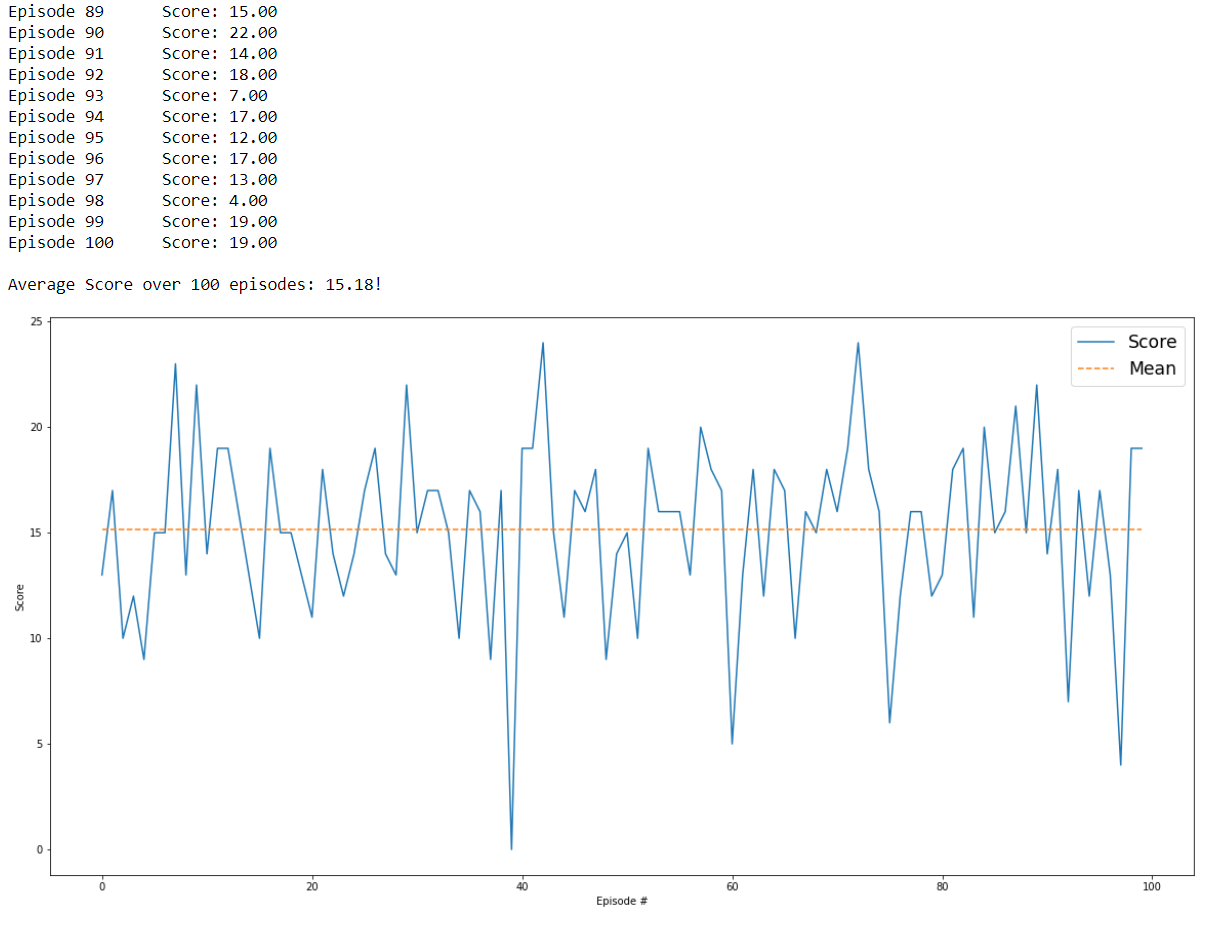 Episode 89 Score: 15.00
Episode 90 Score: 22.00
Episode 91 Score: 14.00
Episode 92 Score: 18.00
Episode 93 Score: 7.00
Episode 94 Score: 17.00
Episode 95 Score: 12.00
Episode 96 Score: 17.00
Episode 97 Score: 13.00
Episode 98 Score: 4.00
Episode 99 Score: 19.00
Episode 100 Score: 19.00
Average Score over 100 episodes: 15.18!
Score
Mean
25
20
15
10
5
0
Score
0 20 40 60 80 100
Episode #